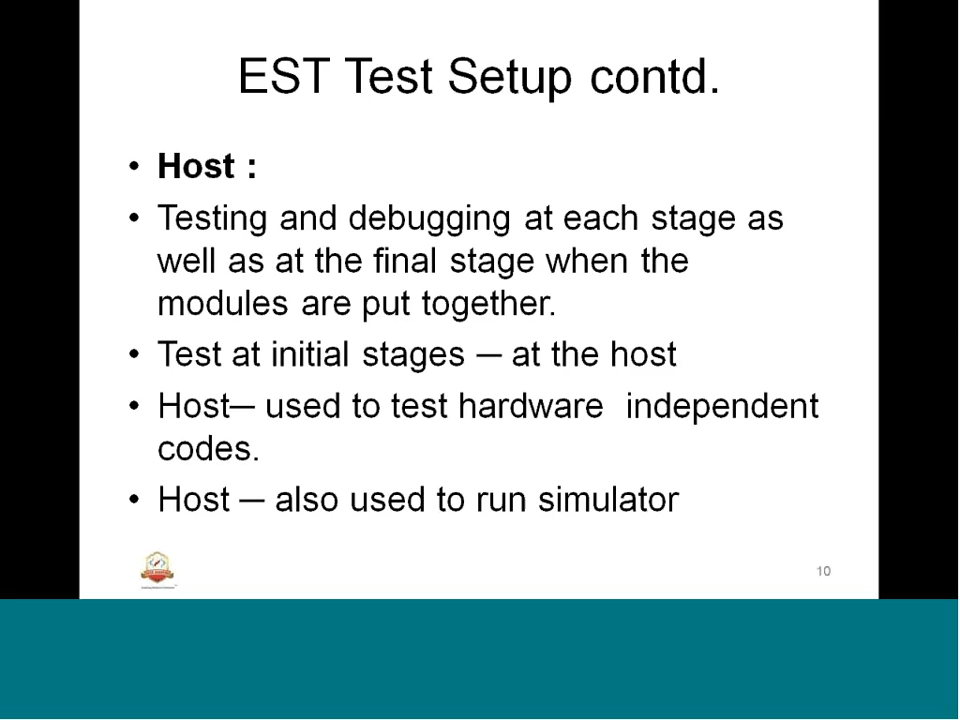 EST Test Setup contd.
• Host :
• Testing and debugging at each stage as
well as at the final stage when the
modules are put together.
• Test at initial stages ─ at the host
• Host─ used to test hardware  independent
codes.
• Host ─ also used to run simulator
10